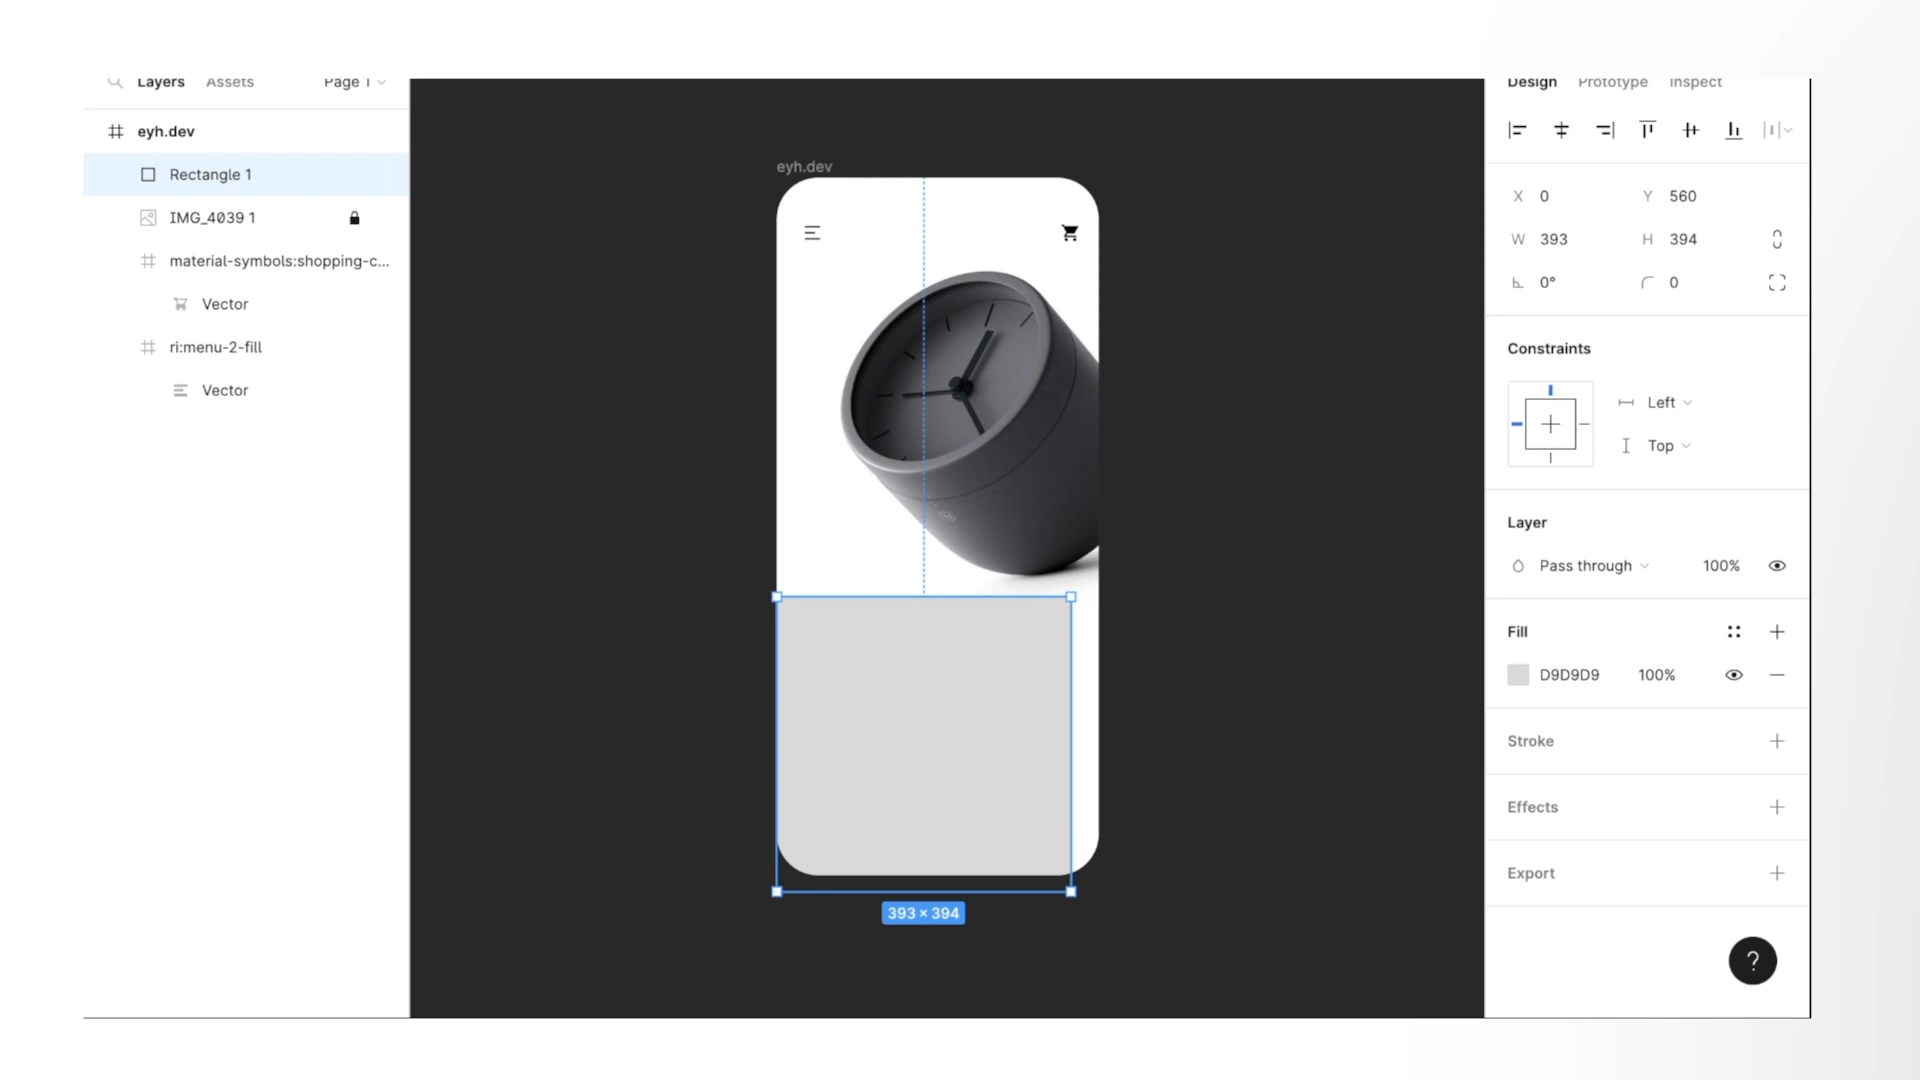 Layers Assets Page 1
eyh.dev
Rectangle 1
IMG_4039 1
material-symbols:shopping-c...
Vector
ri:menu-2-fill
Vector
eyh.dev
393 × 394
Design Prototype Inspect
X 0 Y 560
W 393 H 394
0° 0
Constraints
Left
Top
Layer
Pass through 100%
Fill
D9D9D9 100%
Stroke
Effects
Export
?